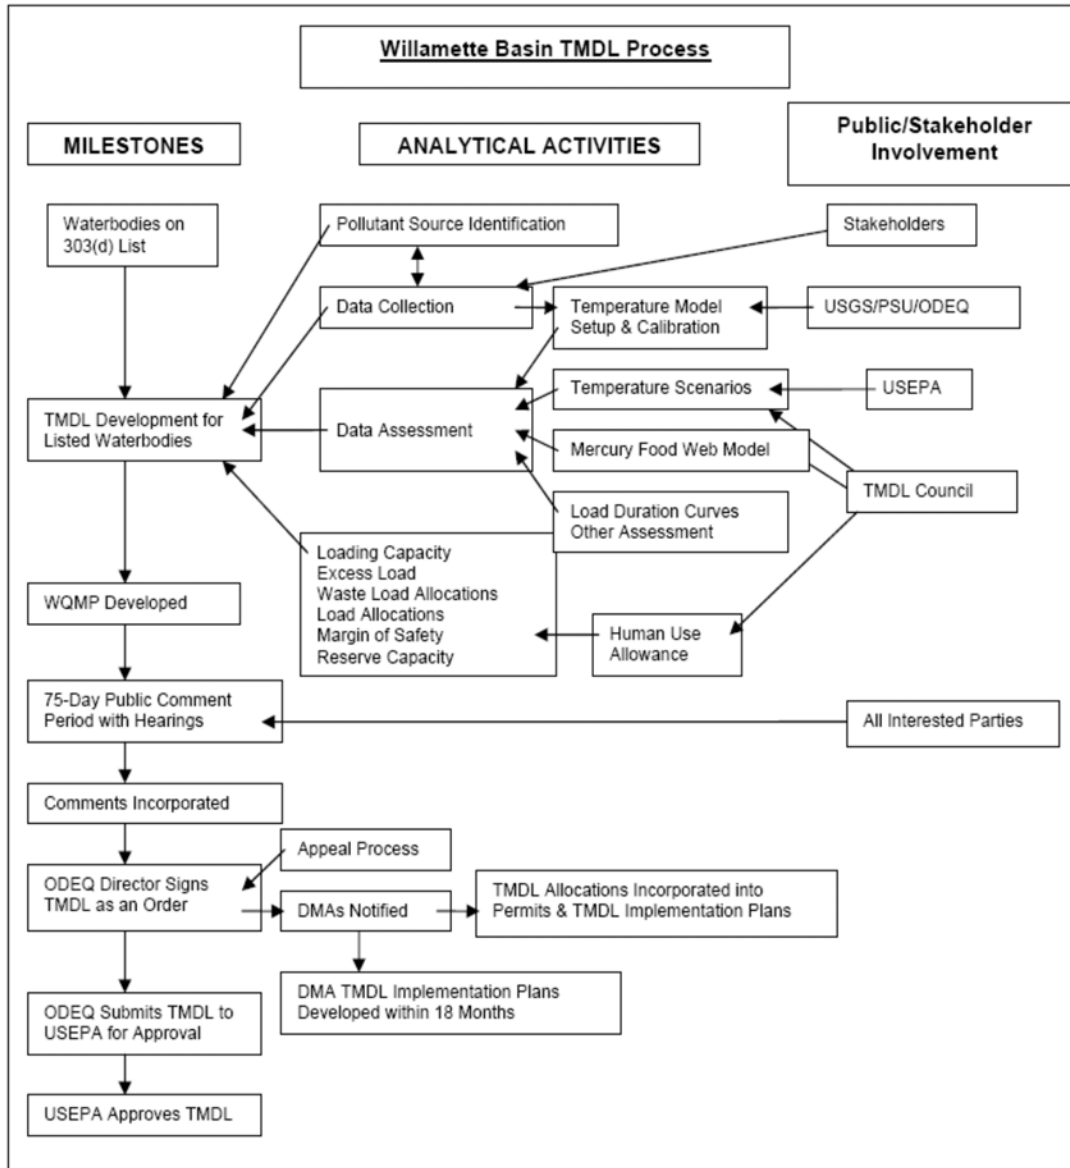 Willamette Basin TMDL Process
MILESTONES
ANALYTICAL ACTIVITIES
Public/Stakeholder
Involvement
Waterbodies on
303(d) List
Pollutant Source Identification
Stakeholders
Data Collection
Temperature Model
Setup & Calibration
USGS/PSU/ODEQ
TMDL Development for
Listed Waterbodies
Data Assessment
Temperature Scenarios
USEPA
Mercury Food Web Model
TMDL Council
Load Duration Curves
Other Assessment
Loading Capacity
Excess Load
Waste Load Allocations
Load Allocations
Margin of Safety
Reserve Capacity
WQMP Developed
Human Use
Allowance
75-Day Public Comment
Period with Hearings
All Interested Parties
Comments Incorporated
Appeal Process
ODEQ Director Signs
TMDL as an Order
DMAs Notified
TMDL Allocations Incorporated into
Permits & TMDL Implementation Plans
DMA TMDL Implementation Plans
Developed within 18 Months
ODEQ Submits TMDL to
USEPA for Approval
USEPA Approves TMDL